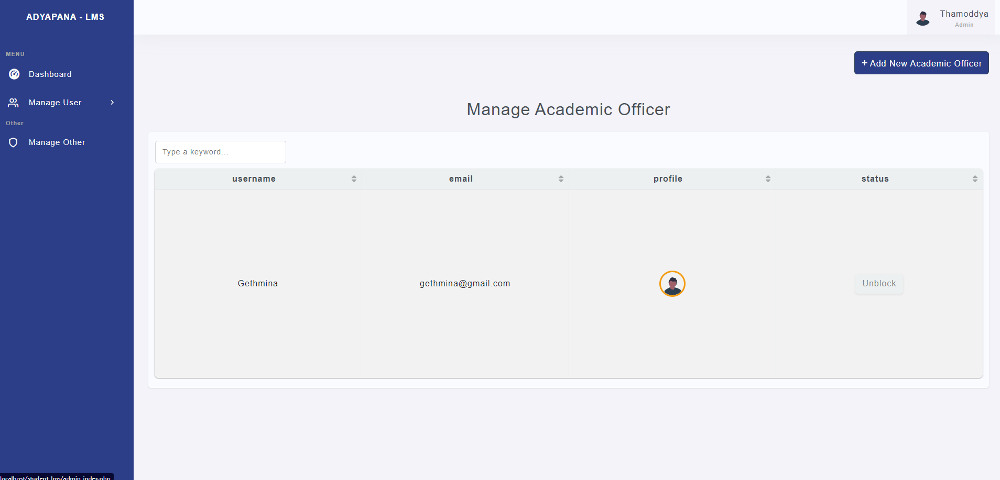 ADYAPANA - LMS
Thamoddya
Admin
MENU
Dashboard
Manage User
Other
Manage Other
+ Add New Academic Officer
Manage Academic Officer
Type a keyword...
username email profile status
Gethmina gethmina@gmail.com Unblock
localhost/student_lms/admin_index.php